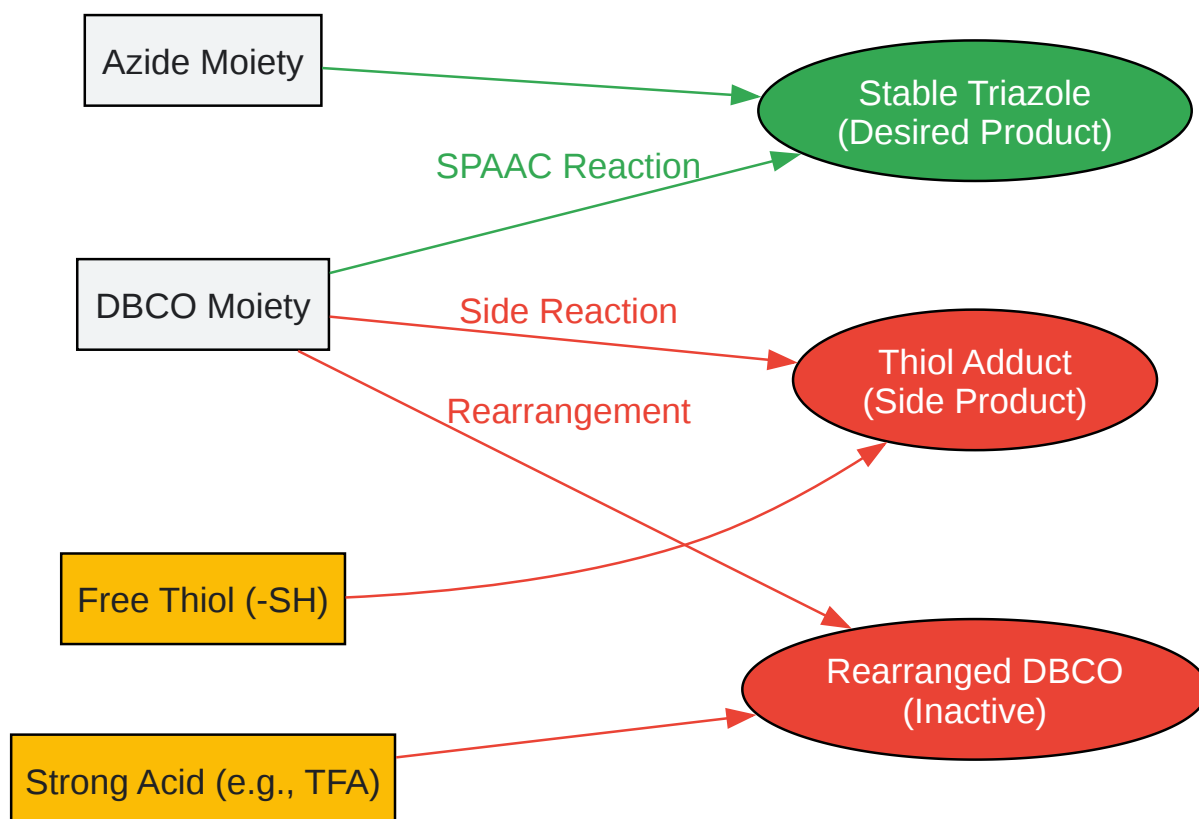 Azide Moiety
Stable Triazole
(Desired Product)
SPAAC Reaction
DBCO Moiety
Side Reaction
Thiol Adduct
(Side Product)
Rearrangement
Free Thiol (-SH)
Rearranged DBCO
(Inactive)
Strong Acid (e.g., TFA)